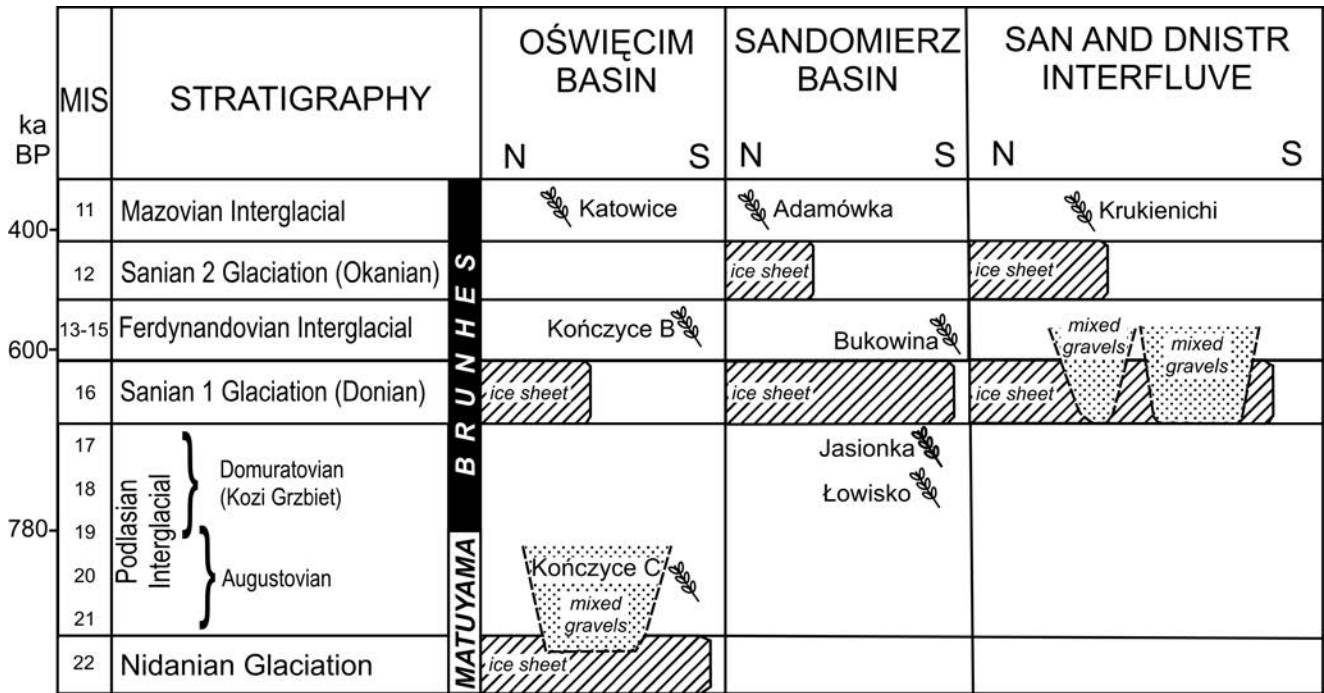 ka
BP
MIS
STRATIGRAPHY
OŚWIĘCIM
BASIN
N S
SANDOMIERZ
BASIN
N S
SAN AND DNISTR
INTERFLUVE
N S
400
600
780
11 Mazovian Interglacial
Katowice
Adamówka
Krukienichi
12 Sanian 2 Glaciation (Okanian)
ice sheet
ice sheet
13-15 Ferdynandovian Interglacial
Kończyce B
Bukowina
mixed
gravels
mixed
gravels
16 Sanian 1 Glaciation (Donian)
ice sheet
ice sheet
ice sheet
17
18
19
20
21
Podlasian
Interglacial
Domuratovian
(Kozi Grzbiet)
Augustovian
Jasionka
Łowisko
Kończyce C
mixed
gravels
22 Nidanian Glaciation
ice sheet
BRUNHES
MATUYAMA